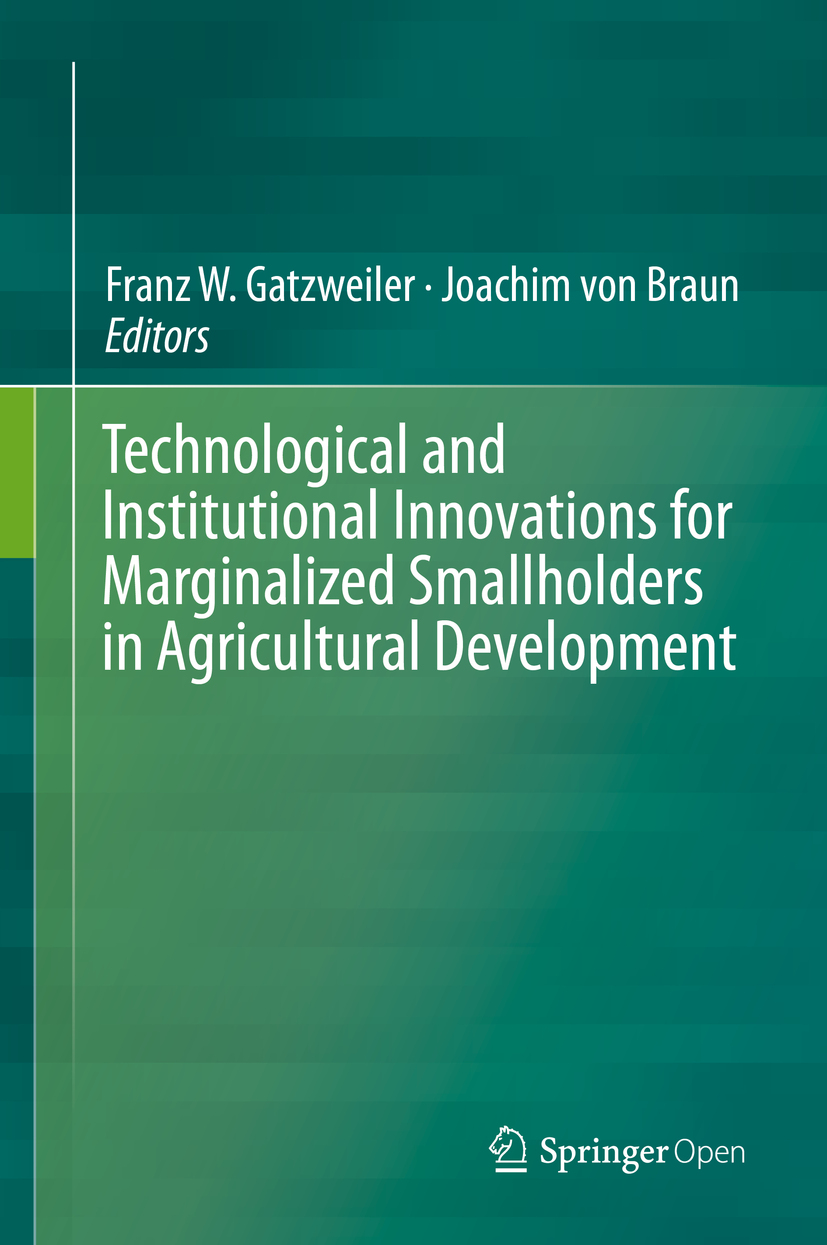 Franz W. Gatzweiler · Joachim von Braun
Editors
Technological and
Institutional Innovations for
Marginalized Smallholders
in Agricultural Development
Springer Open